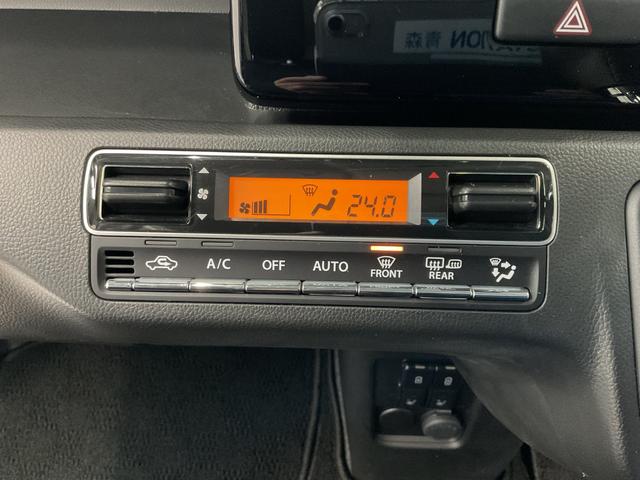 青森
24.0
A/C OFF AUTO FRONT REAR